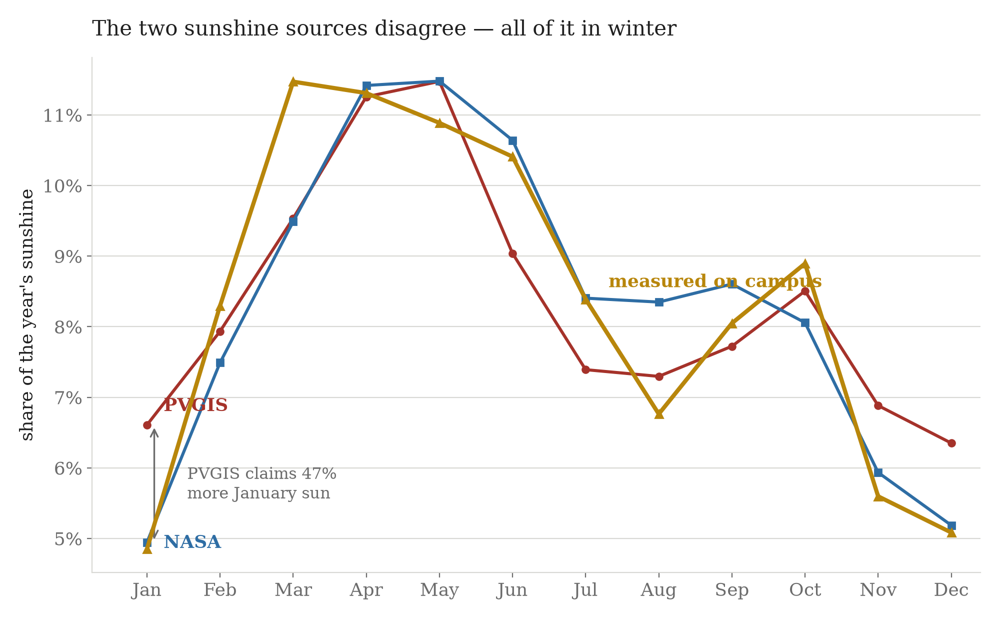 The two sunshine sources disagree — all of it in winter
share of the year's sunshine
11%
10%
9%
8%
7%
6%
5%
measured on campus
PVGIS
PVGIS claims 47%
more January sun
NASA
Jan Feb Mar Apr May Jun Jul Aug Sep Oct Nov Dec